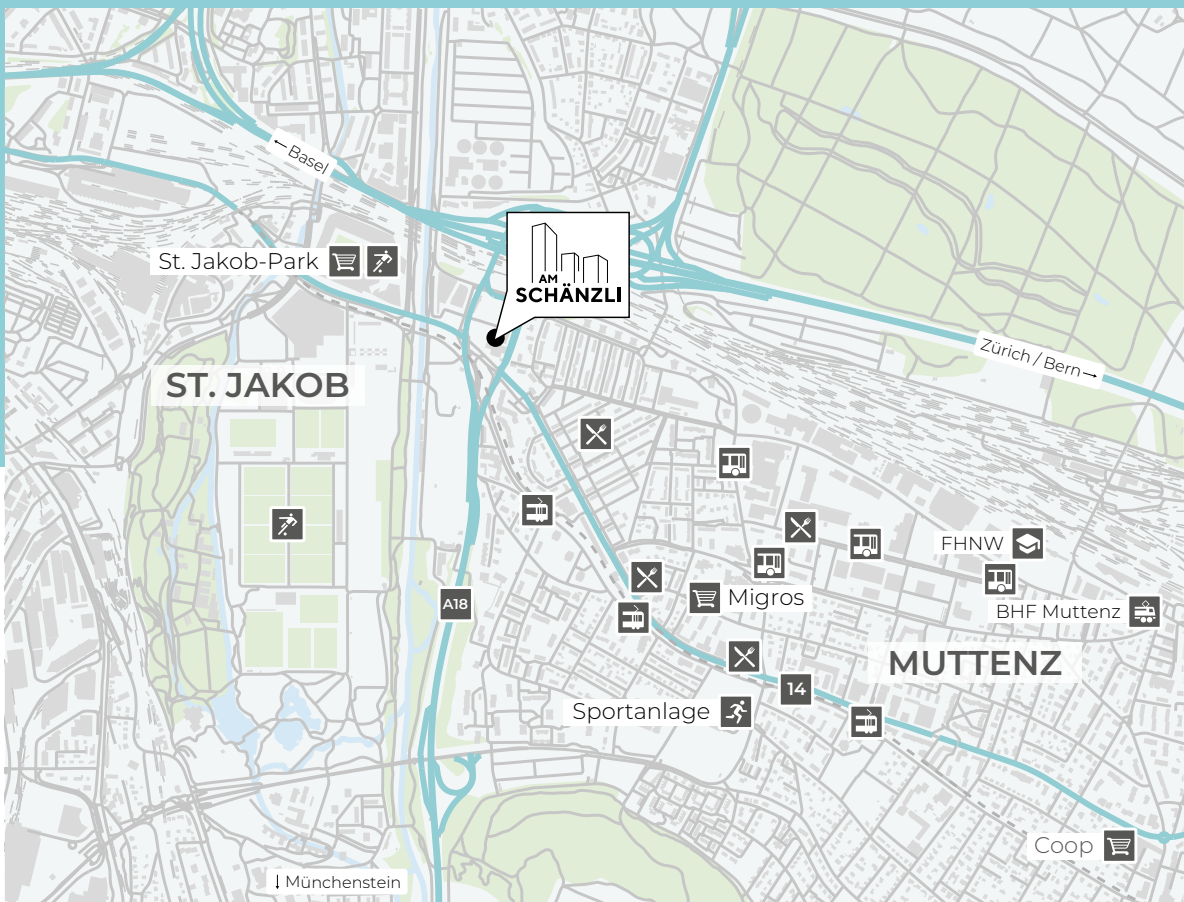 ← Basel
St. Jakob-Park
AM
SCHÄNZLI
Zürich / Bern →
ST. JAKOB
FHNW
A18
Migros
BHF Muttenz
MUTTENZ
14
Sportanlage
Coop
↓ Münchenstein